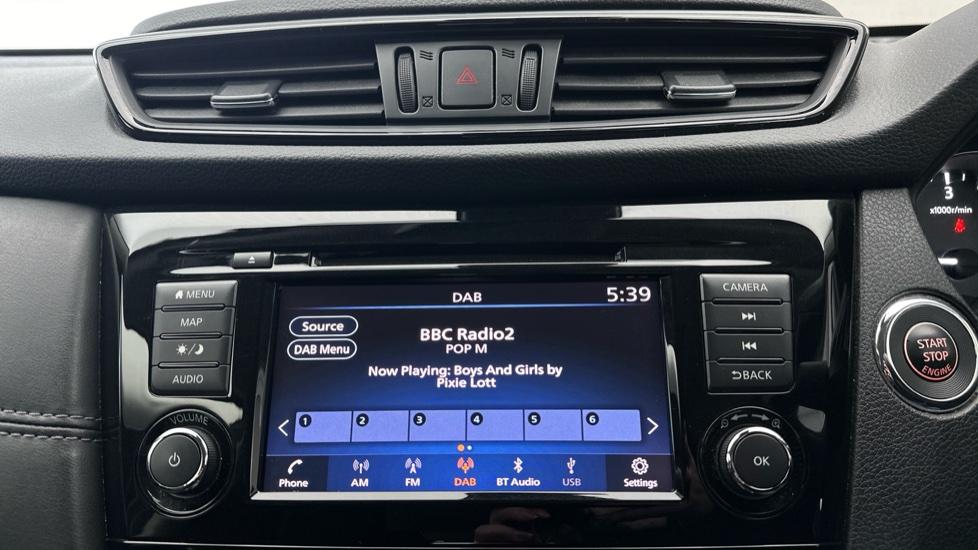 MENU
MAP
AUDIO
VOLUME
DAB
5:39
Source
DAB Menu
BBC Radio2
POP M
Now Playing: Boys And Girls by
Pixie Lott
1 2 3 4 5 6
Phone AM FM DAB BT Audio USB Settings
CAMERA
BACK
OK
3
x1000r/min
START
STOP
ENGINE